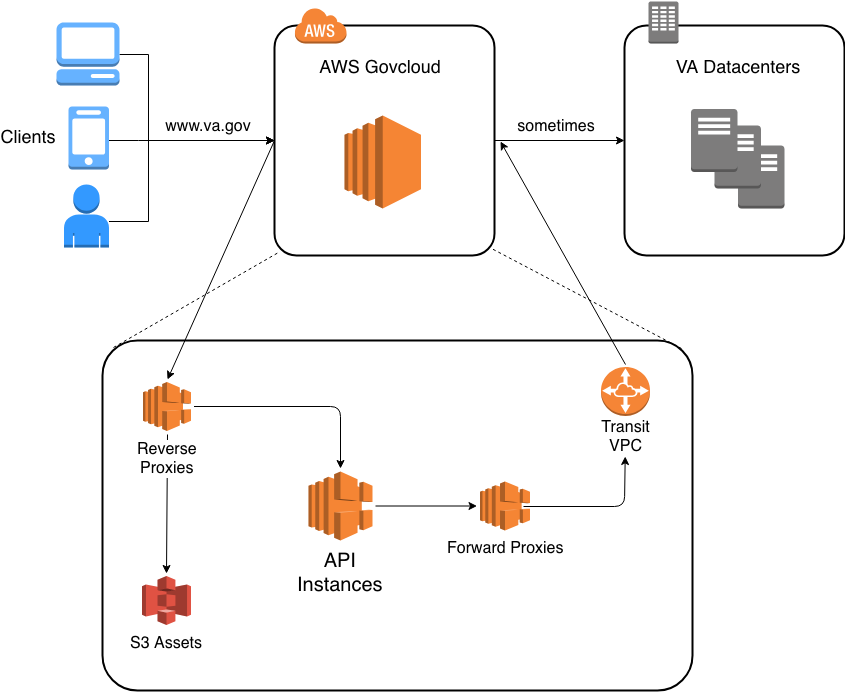 AWS
AWS Govcloud
VA Datacenters
Clients
www.va.gov
sometimes
Reverse
Proxies
Transit
VPC
API
Instances
Forward Proxies
S3 Assets